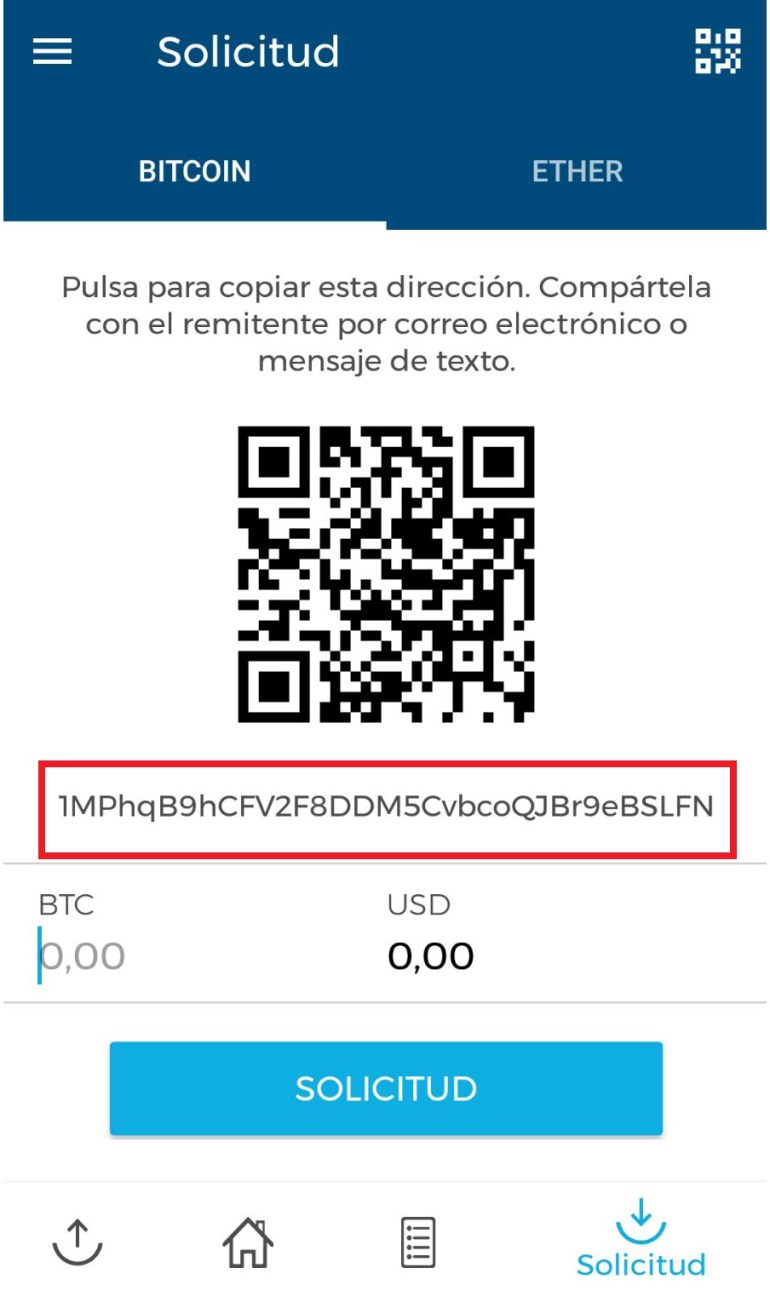 Solicitud
BITCOIN
ETHER
Pulsa para copiar esta dirección. Compártela
con el remitente por correo electrónico o
mensaje de texto.
1MPhqB9hCFV2F8DDM5CvbcoQJBr9eBSLFN
BTC
USD
0,00
0,00
SOLICITUD
Solicitud